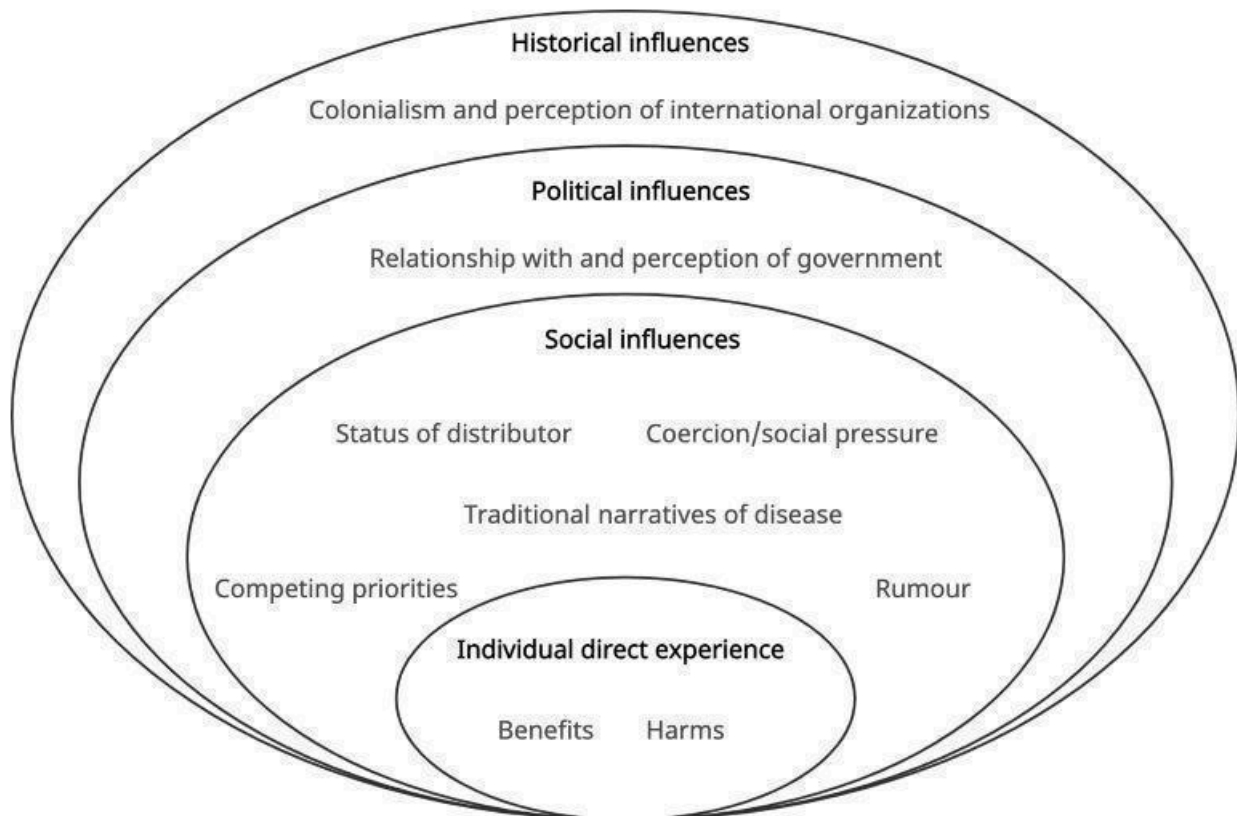 Historical influences
Colonialism and perception of international organizations
Political influences
Relationship with and perception of government
Social influences
Status of distributor Coercion/social pressure
Traditional narratives of disease
Competing priorities Rumour
Individual direct experience
Benefits Harms